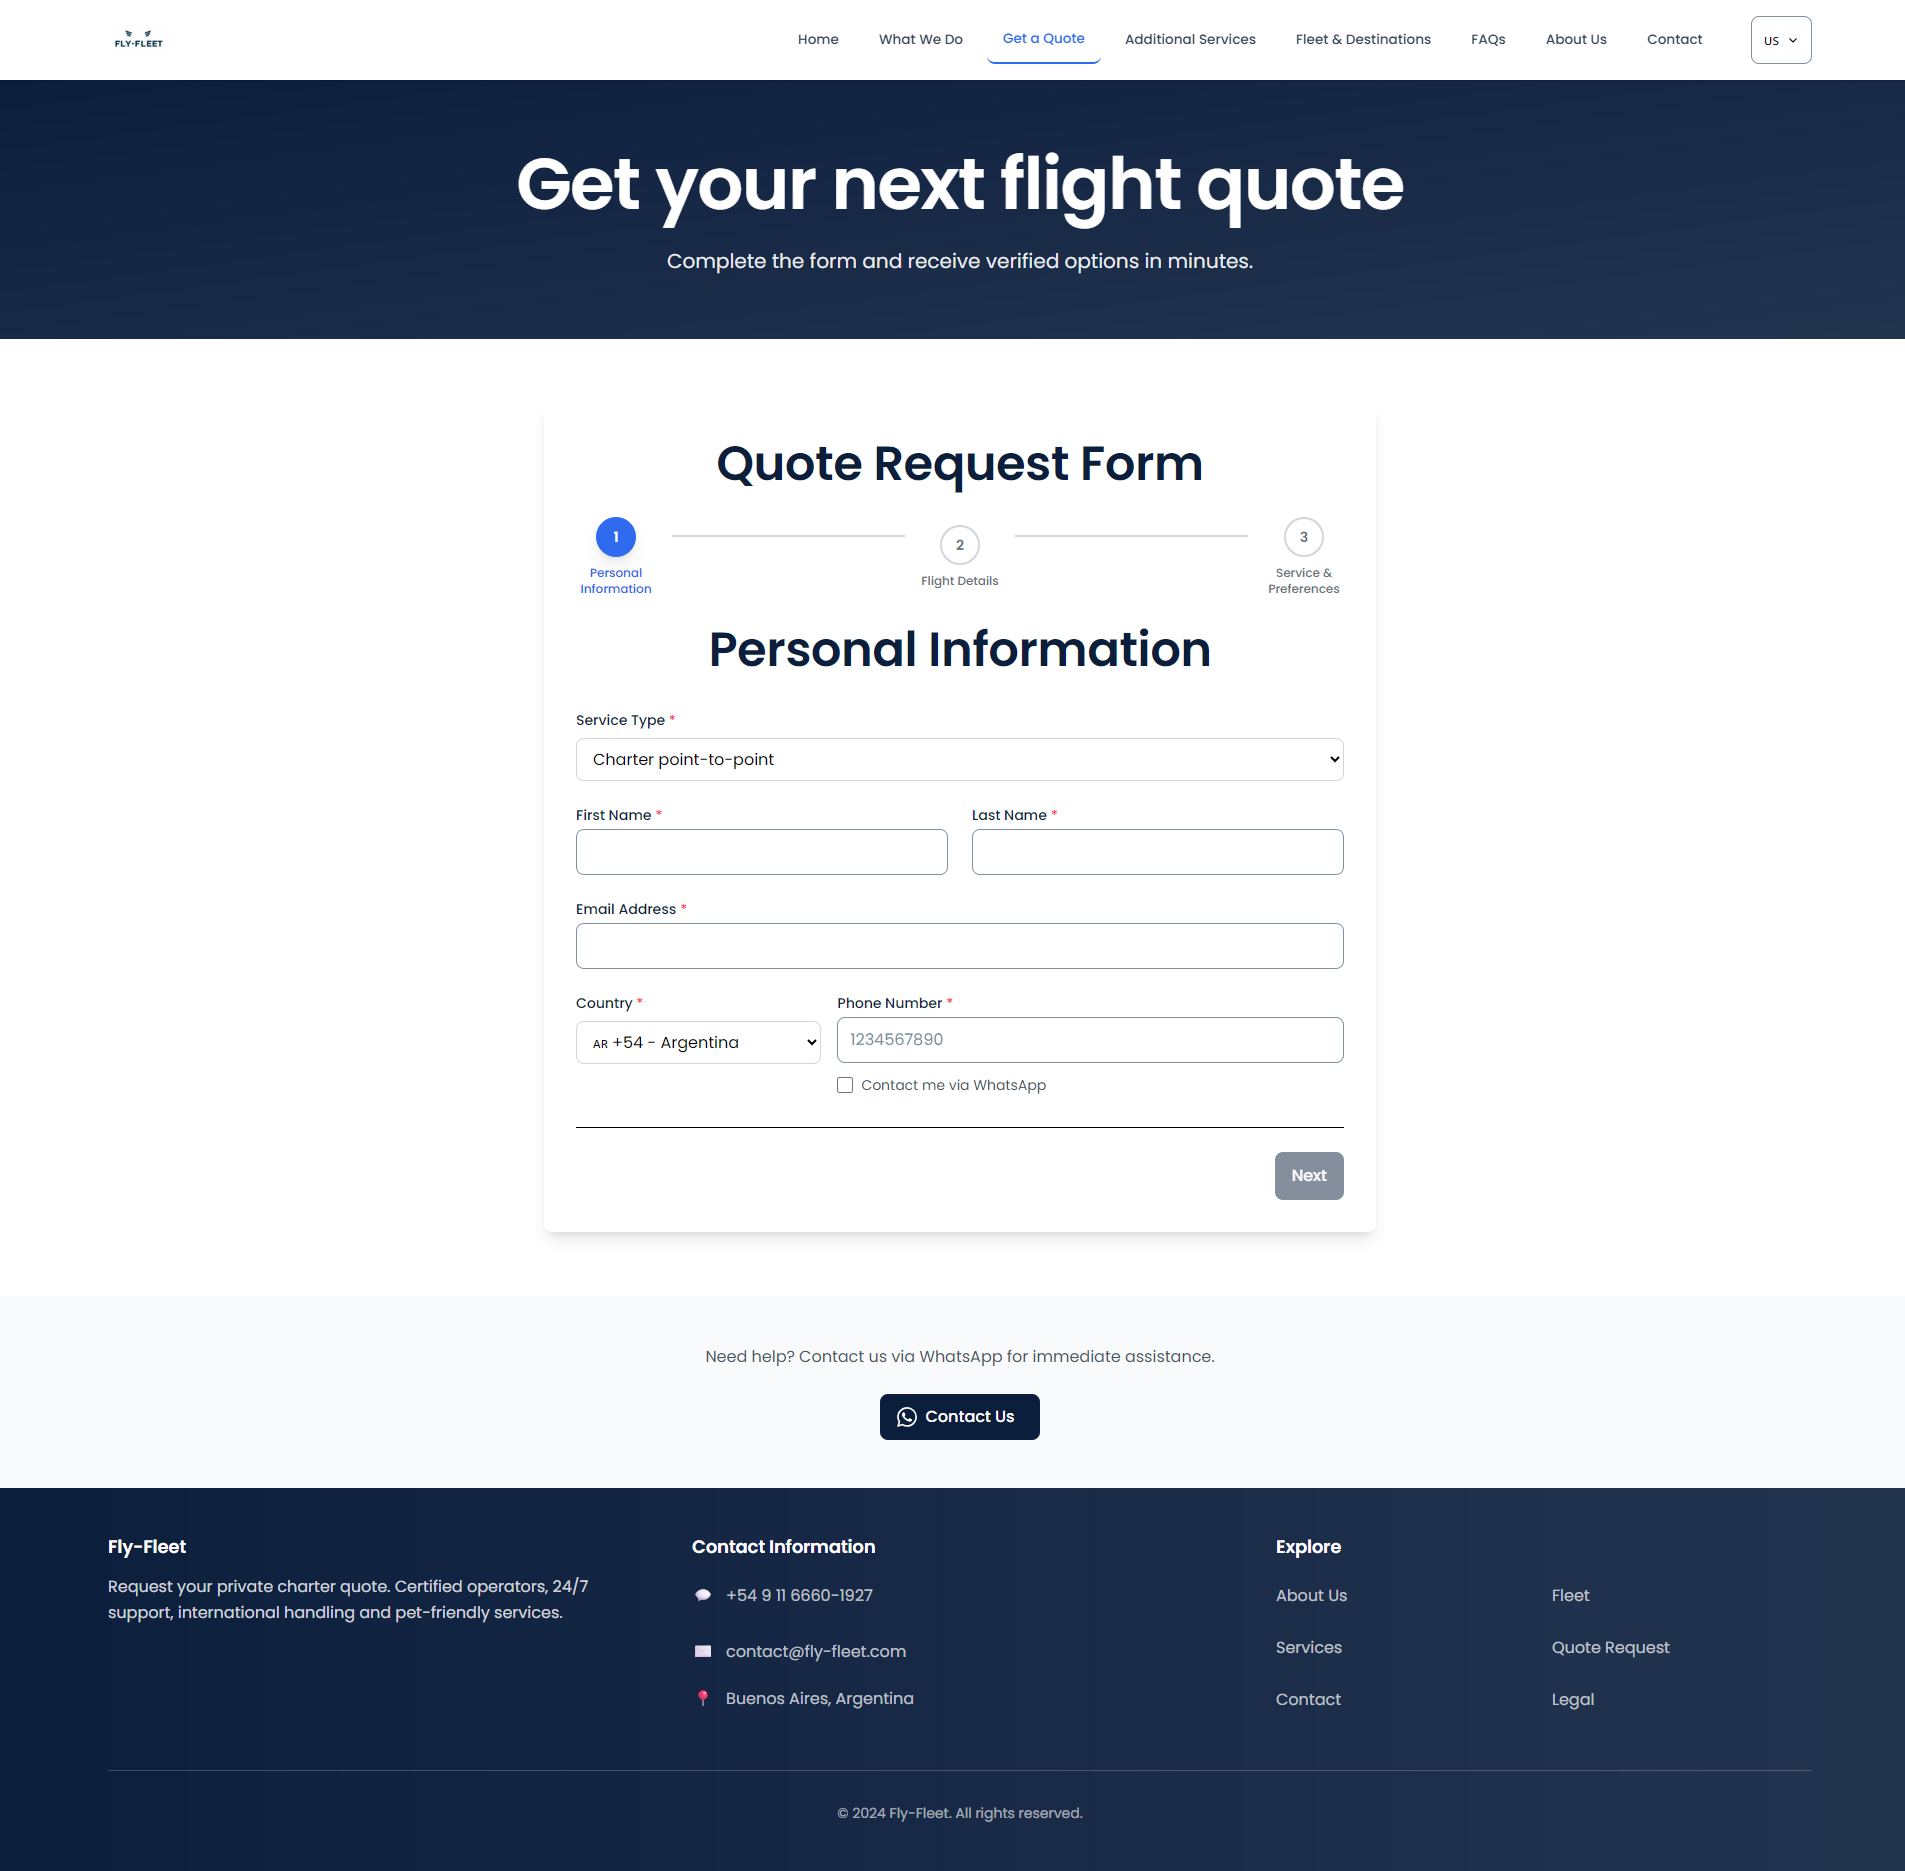 FLY-FLEET
Home
What We Do
Get a Quote
Additional Services
Fleet & Destinations
FAQs
About Us
Contact
US
Get your next flight quote
Complete the form and receive verified options in minutes.
Quote Request Form
1
2
3
Personal
Information
Flight Details
Service &
Preferences
Personal Information
Service Type *
Charter point-to-point
First Name *
Last Name *
Email Address *
Country *
Phone Number *
AR +54 - Argentina
1234567890
Contact me via WhatsApp
Next
Need help? Contact us via WhatsApp for immediate assistance.
Contact Us
Fly-Fleet
Request your private charter quote. Certified operators, 24/7
support, international handling and pet-friendly services.
Contact Information
+54 9 11 6660-1927
contact@fly-fleet.com
Buenos Aires, Argentina
Explore
About Us
Fleet
Services
Quote Request
Contact
Legal
© 2024 Fly-Fleet. All rights reserved.